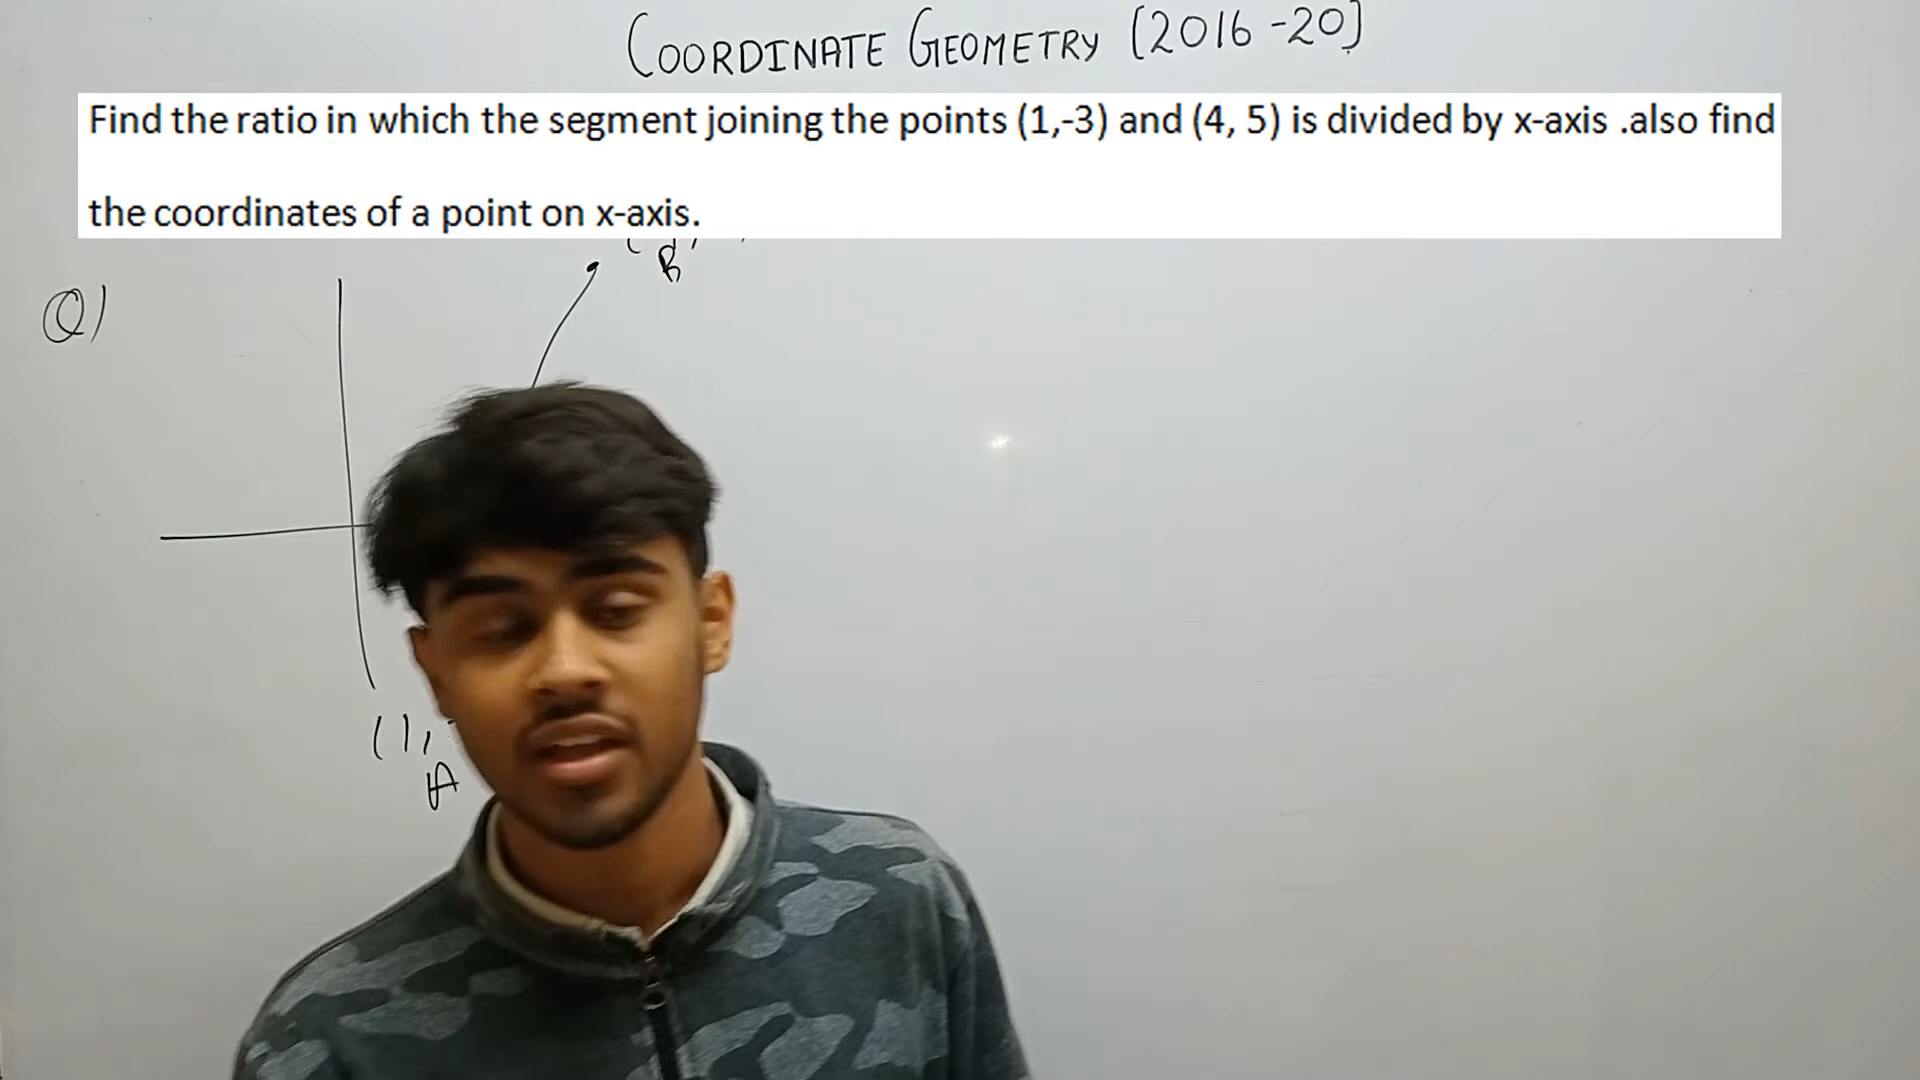 COORDINATE GEOMETRY (2016-20]
Find the ratio in which the segment joining the points (1,-3) and (4, 5) is divided by x-axis .also find
the coordinates of a point on x-axis.
B
Q)
(1,
A